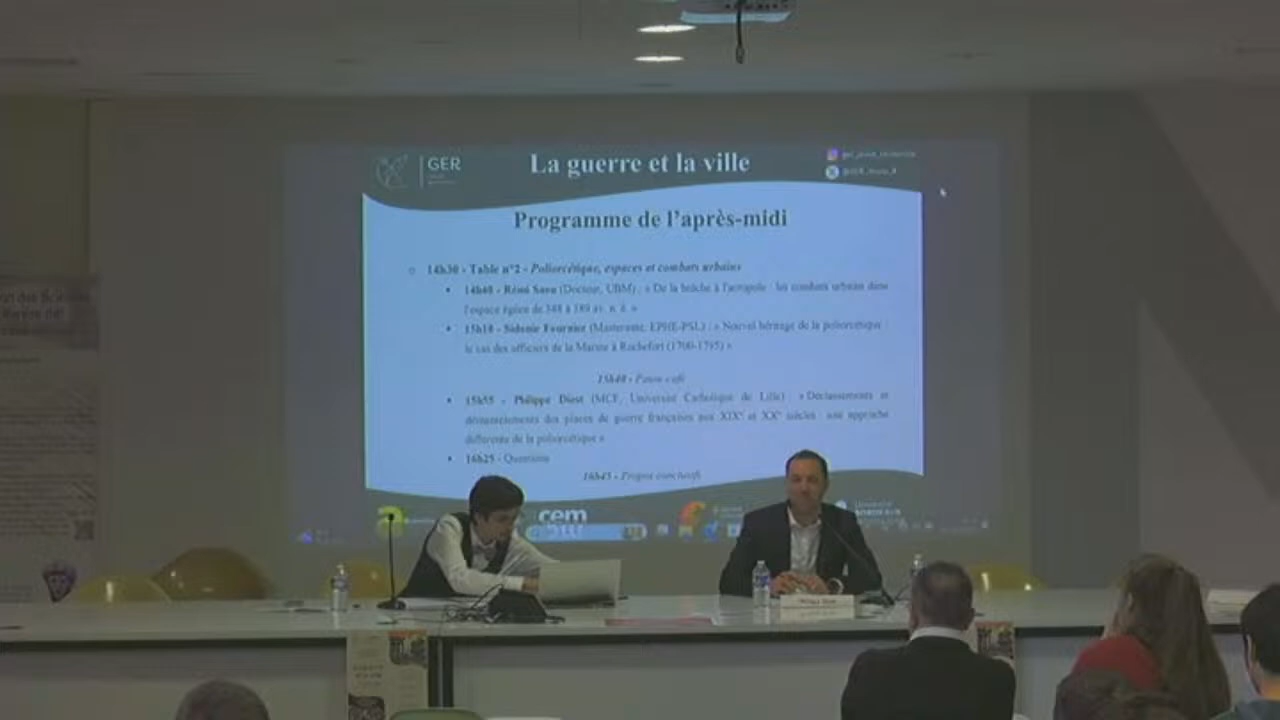 GER
La guerre et la ville
Programme de l'après-midi
14h30 - Table n°2 - Poliorcétique, espaces et combats urbains
14h40 - Rémi Saou (Docteur, UBM) : « De la brèche à l'acropole : les combats urbains dans
l'espace égéen de 348 à 189 av. n. è. »
15h10 - Sidonie Fournier (Masterante, EPHE-PSL) : « Nouvel héritage de la poliorcétique :
le cas des officiers de la Marine à Rochefort (1700-1795) »
15h40 - Pause café
15h55 - Philippe Diest (MCF, Université Catholique de Lille) : « Déclassements et
démantèlements des places de guerre françaises aux XIXe et XXe siècles : une approche
différente de la poliorcétique »
16h25 - Questions
16h45 - Propos conclusifs
cem